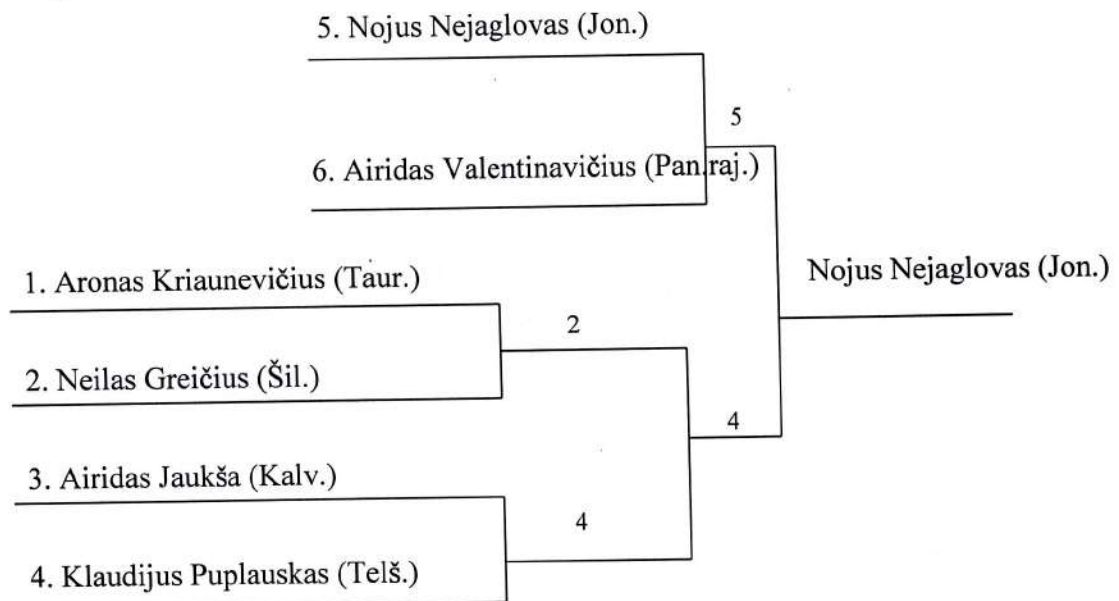 5. Nojus Nejaglovas (Jon.)
5
6. Airidas Valentinavičius (Pan.raj.)
1. Aronas Kriaunevičius (Taur.)
Nojus Nejaglovas (Jon.)
2
2. Neilas Greičius (Šil.)
4
3. Airidas Jaukša (Kalv.)
4
4. Klaudijus Puplauskas (Telš.)